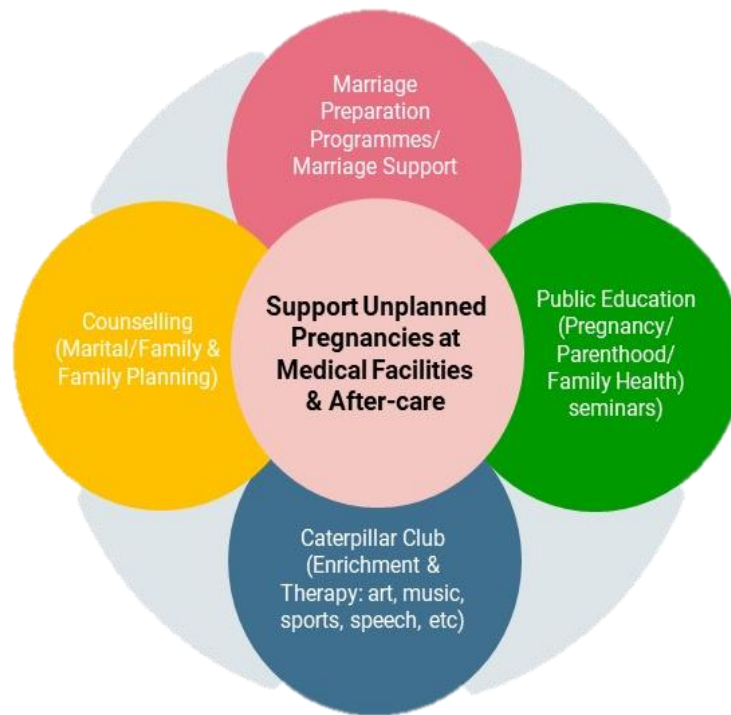 Marriage
Preparation
Programmes/
Marriage Support
Counselling
(Marital/Family &
Family Planning)
Support Unplanned
Pregnancies at
Medical Facilities
& After-care
Public Education
(Pregnancy/
Parenthood/
Family Health)
seminars)
Caterpillar Club
(Enrichment &
Therapy: art, music,
sports, speech, etc)